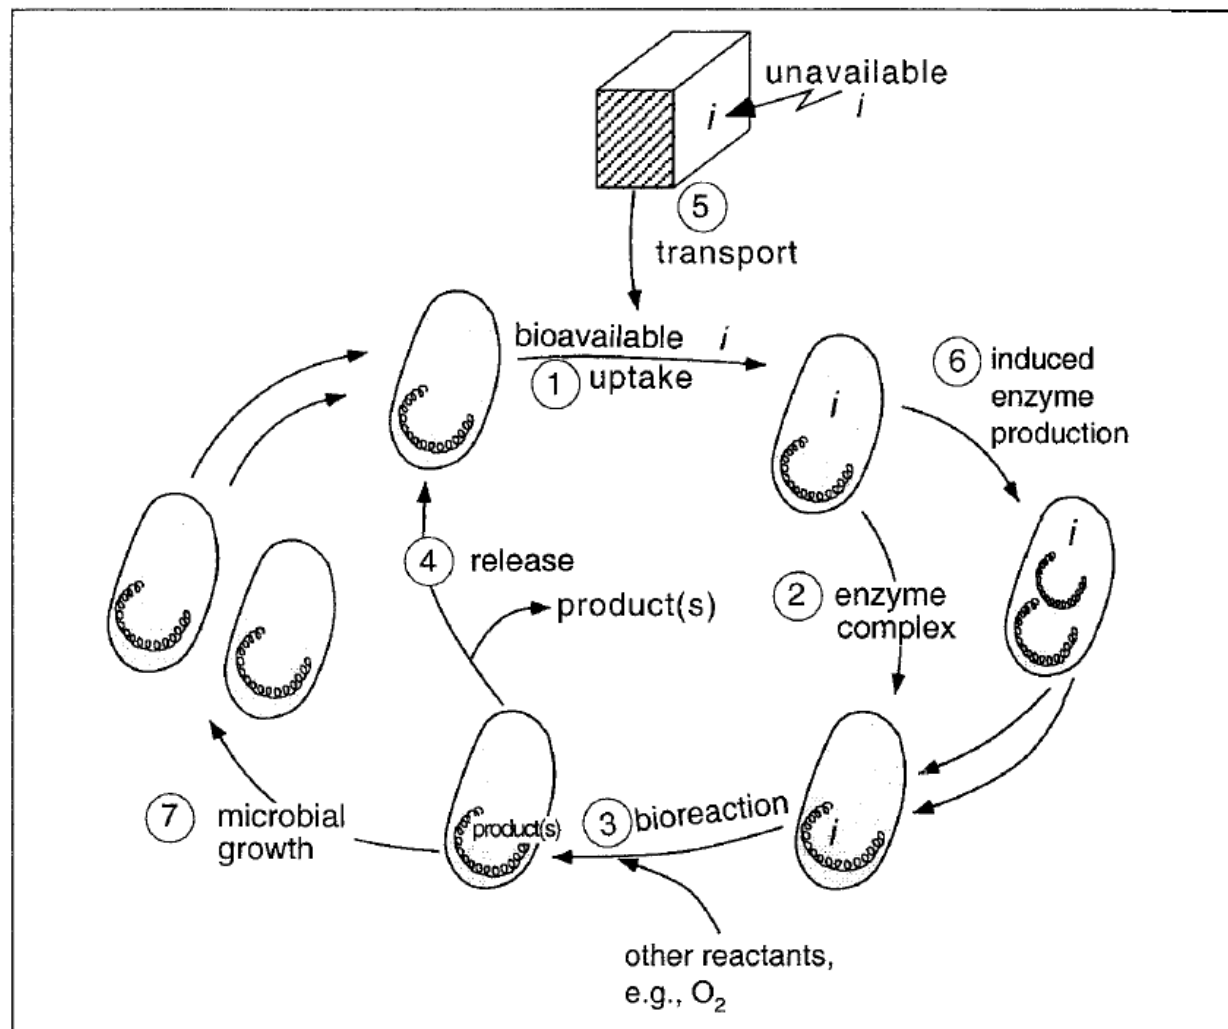 unavailable
i
i
5
transport
bioavailable i
1 uptake
6 induced
enzyme
production
i
i
4 release
product(s)
2 enzyme
complex
7 microbial
growth
product(s)
3 bioreaction
i
other reactants,
e.g., O₂